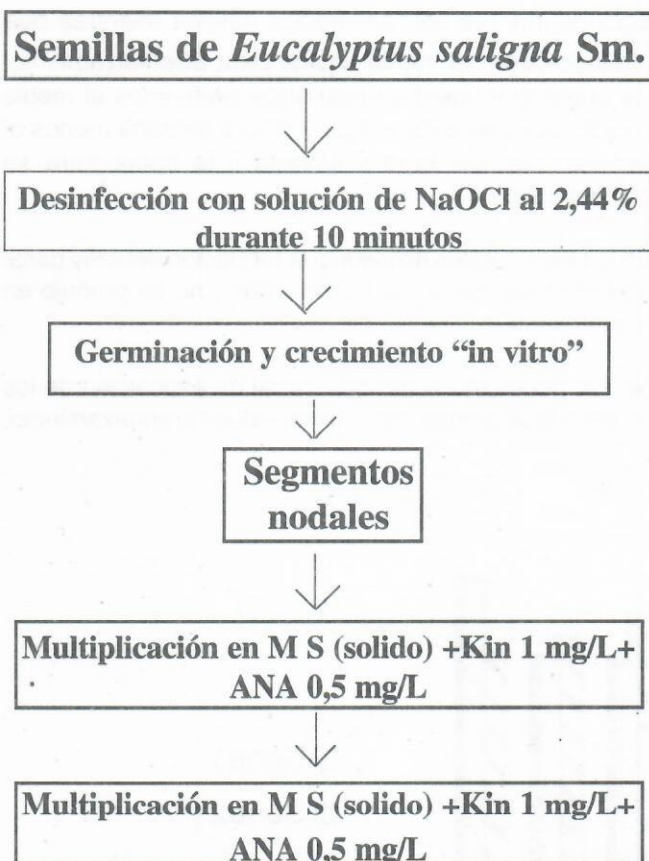 Semillas de Eucalyptus saligna Sm.
Desinfección con solución de NaOCl al 2,44%
durante 10 minutos
Germinación y crecimiento “in vitro”
Segmentos
nodales
Multiplicación en M S (solido) +Kin 1 mg/L+
ANA 0,5 mg/L
Multiplicación en M S (solido) +Kin 1 mg/L+
ANA 0,5 mg/L